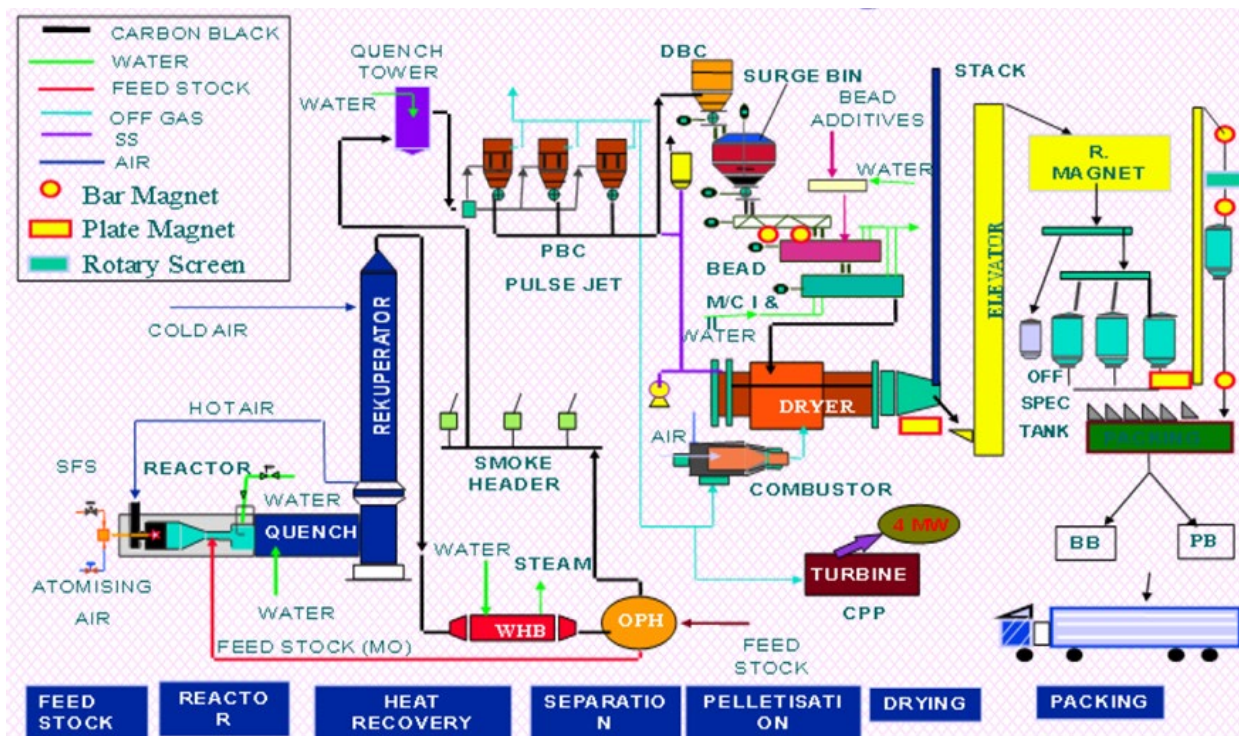 CARBON BLACK
WATER
FEED STOCK
OFF GAS
SS
AIR
Bar Magnet
Plate Magnet
Rotary Screen
QUENCH
TOWER
WATER
DBC
SURGE BIN
BEAD
ADDITIVES
WATER
STACK
R.
MAGNET
PBC
PULSE JET
BEAD
M/C I &
II
WATER
ELEVATOR
COLD AIR
REKUPERATOR
HOT AIR
SFS
REACTOR
WATER
QUENCH
ATOMISING
AIR
WATER
FEED STOCK (MO)
SMOKE
HEADER
WATER
STEAM
WHB
OPH
FEED
STOCK
DRYER
AIR
COMBUSTOR
4 MW
TURBINE
CPP
OFF
SPEC
TANK
PACKING
BB
PB
FEED
STOCK
REACTO
R
HEAT
RECOVERY
SEPARATIO
N
PELLETISATI
ON
DRYING
PACKING